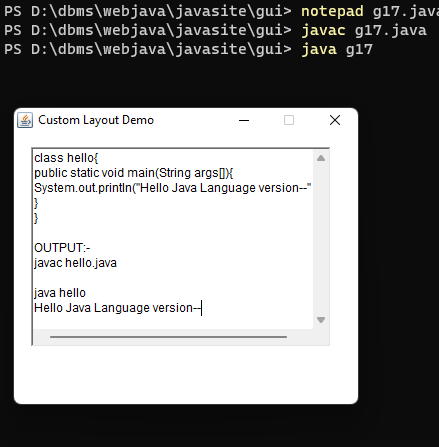 PS D:\dbms\webjava\javasite\gui> notepad g17.java
PS D:\dbms\webjava\javasite\gui> javac g17.java
PS D:\dbms\webjava\javasite\gui> java g17
Custom Layout Demo
class hello{
public static void main(String args[]){
System.out.println("Hello Java Language version--"
}
}
OUTPUT:-
javac hello.java
java hello
Hello Java Language version--